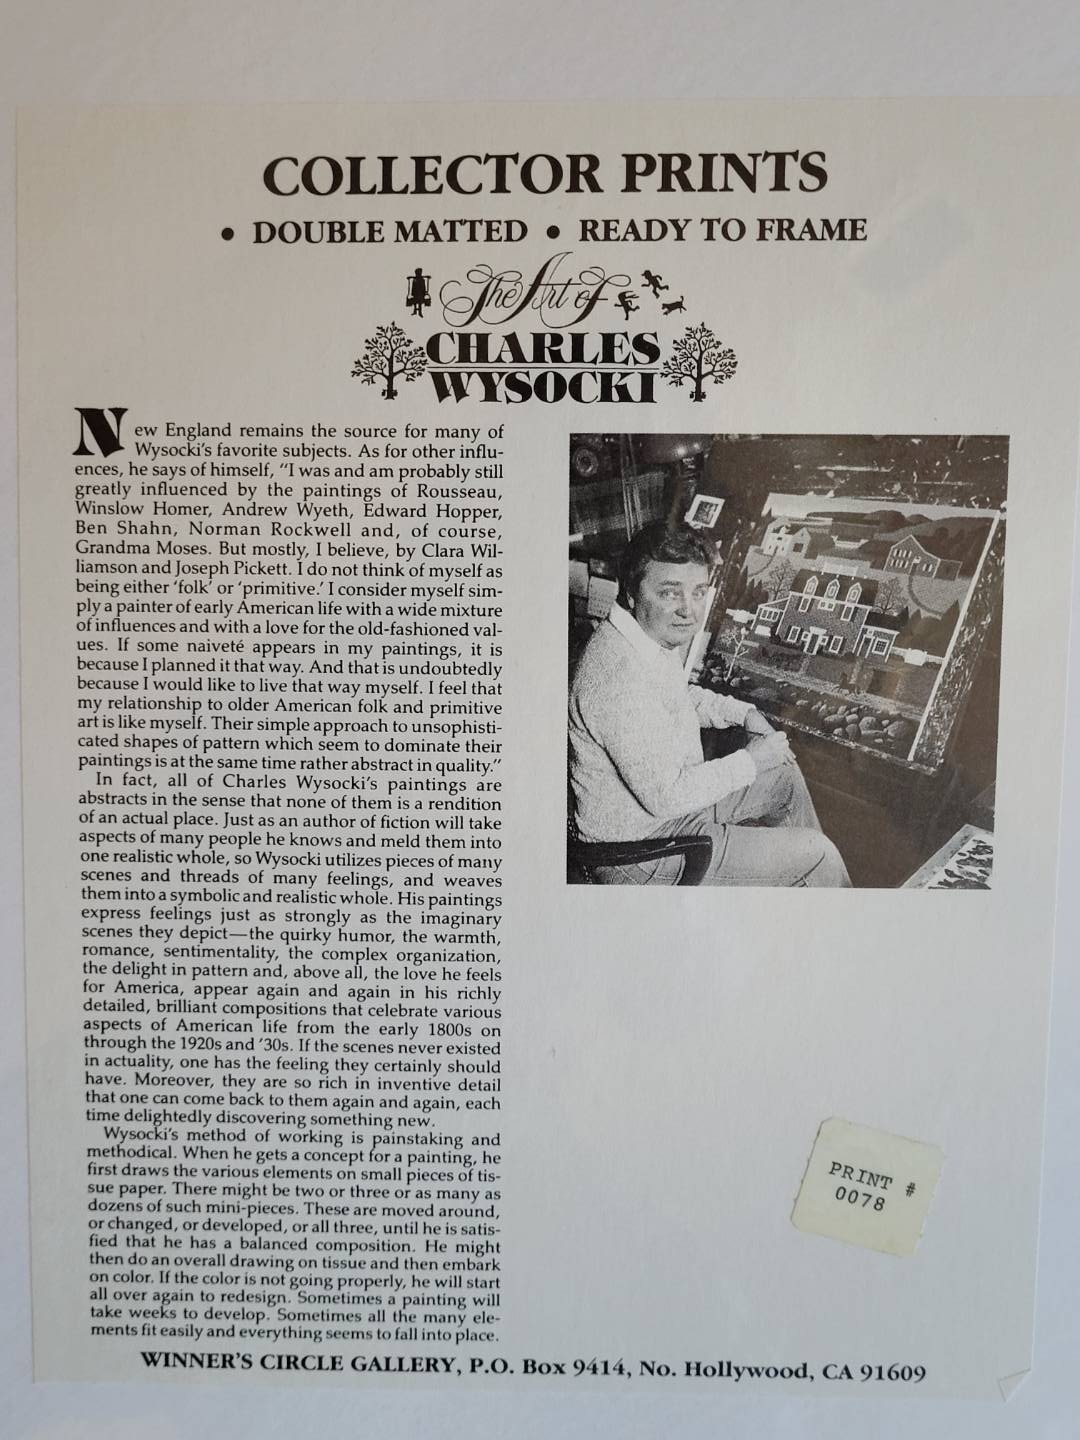 COLLECTOR PRINTS
• DOUBLE MATTED • READY TO FRAME
The Art of
CHARLES
WYSOCKI
New England remains the source for many of
Wysocki's favorite subjects. As for other influ-
ences, he says of himself, "I was and am probably still
greatly influenced by the paintings of Rousseau,
Winslow Homer, Andrew Wyeth, Edward Hopper,
Ben Shahn, Norman Rockwell and, of course,
Grandma Moses. But mostly, I believe, by Clara Wil-
liamson and Joseph Pickett. I do not think of myself as
being either 'folk' or 'primitive.' I consider myself sim-
ply a painter of early American life with a wide mixture
of influences and with a love for the old-fashioned val-
ues. If some naiveté appears in my paintings, it is
because I planned it that way. And that is undoubtedly
because I would like to live that way myself. I feel that
my relationship to older American folk and primitive
art is like myself. Their simple approach to unsophisti-
cated shapes of pattern which seem to dominate their
paintings is at the same time rather abstract in quality."
In fact, all of Charles Wysocki's paintings are
abstracts in the sense that none of them is a rendition
of an actual place. Just as an author of fiction will take
aspects of many people he knows and meld them into
one realistic whole, so Wysocki utilizes pieces of many
scenes and threads of many feelings, and weaves
them into a symbolic and realistic whole. His paintings
express feelings just as strongly as the imaginary
scenes they depict—the quirky humor, the warmth,
romance, sentimentality, the complex organization,
the delight in pattern and, above all, the love he feels
for America, appear again and again in his richly
detailed, brilliant compositions that celebrate various
aspects of American life from the early 1800s on
through the 1920s and '30s. If the scenes never existed
in actuality, one has the feeling they certainly should
have. Moreover, they are so rich in inventive detail
that one can come back to them again and again, each
time delightedly discovering something new.
Wysocki's method of working is painstaking and
methodical. When he gets a concept for a painting, he
first draws the various elements on small pieces of tis-
sue paper. There might be two or three or as many as
dozens of such mini-pieces. These are moved around,
or changed, or developed, or all three, until he is satis-
fied that he has a balanced composition. He might
then do an overall drawing on tissue and then embark
on color. If the color is not going properly, he will start
all over again to redesign. Sometimes a painting will
take weeks to develop. Sometimes all the many ele-
ments fit easily and everything seems to fall into place.
PRINT #
0078
WINNER'S CIRCLE GALLERY, P.O. Box 9414, No. Hollywood, CA 91609